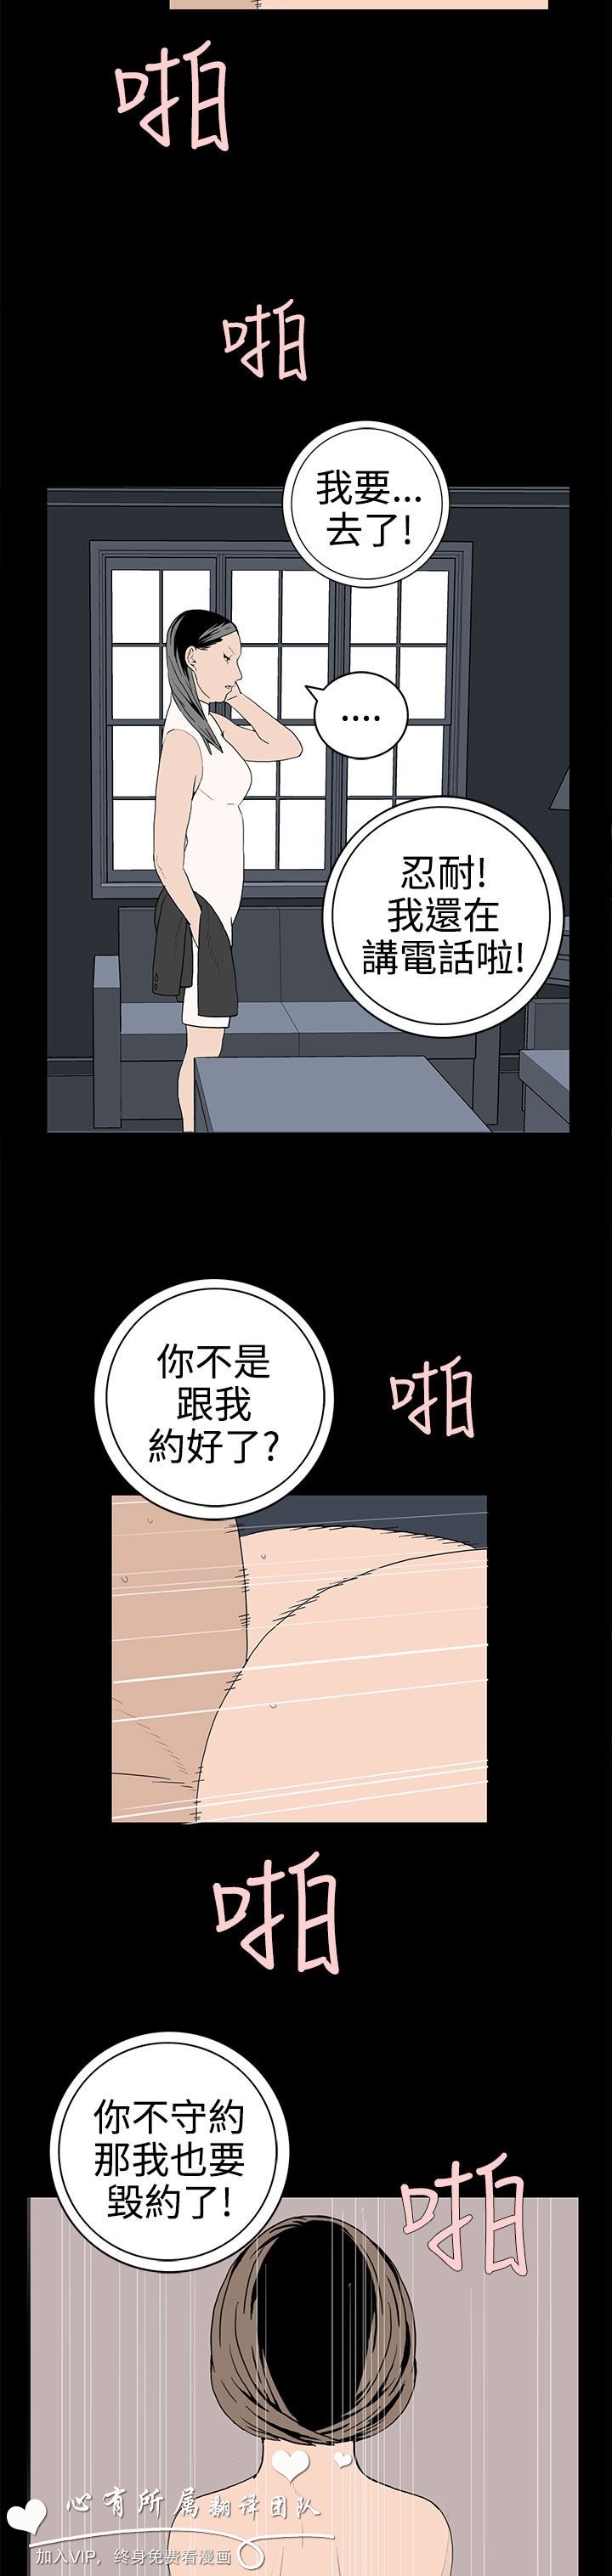 啪
啪
我要...
去了!
....
忍耐!
我還在
講電話啦!
你不是
跟我
約好了?
啪
啪
你不守約
那我也要
毀約了!
啪
心有所属翻译团队
加入VIP，终身免费看漫画